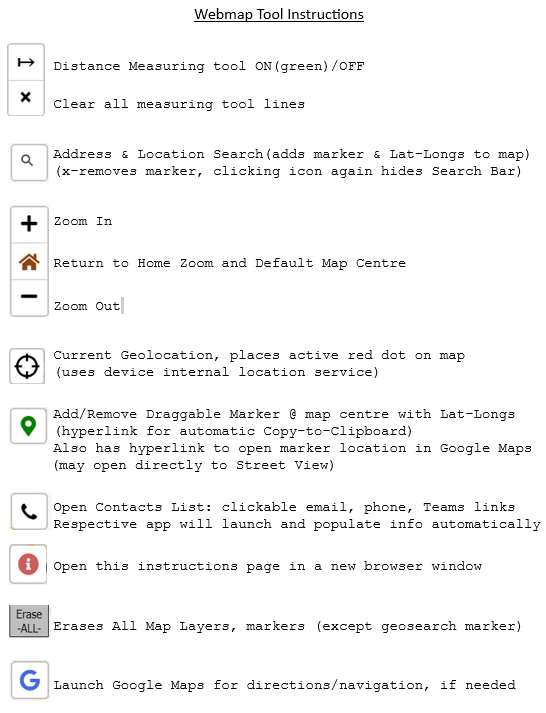 Webmap Tool Instructions
Distance Measuring tool ON(green)/OFF
Clear all measuring tool lines
Address & Location Search(adds marker & Lat-Longs to map)
(x-removes marker, clicking icon again hides Search Bar)
Zoom In
Return to Home Zoom and Default Map Centre
Zoom Out
Current Geolocation, places active red dot on map
(uses device internal location service)
Add/Remove Draggable Marker @ map centre with Lat-Longs
(hyperlink for automatic Copy-to-Clipboard)
Also has hyperlink to open marker location in Google Maps
(may open directly to Street View)
Open Contacts List: clickable email, phone, Teams links
Respective app will launch and populate info automatically
Open this instructions page in a new browser window
Erase
-ALL-
Erases All Map Layers, markers (except geosearch marker)
G
Launch Google Maps for directions/navigation, if needed